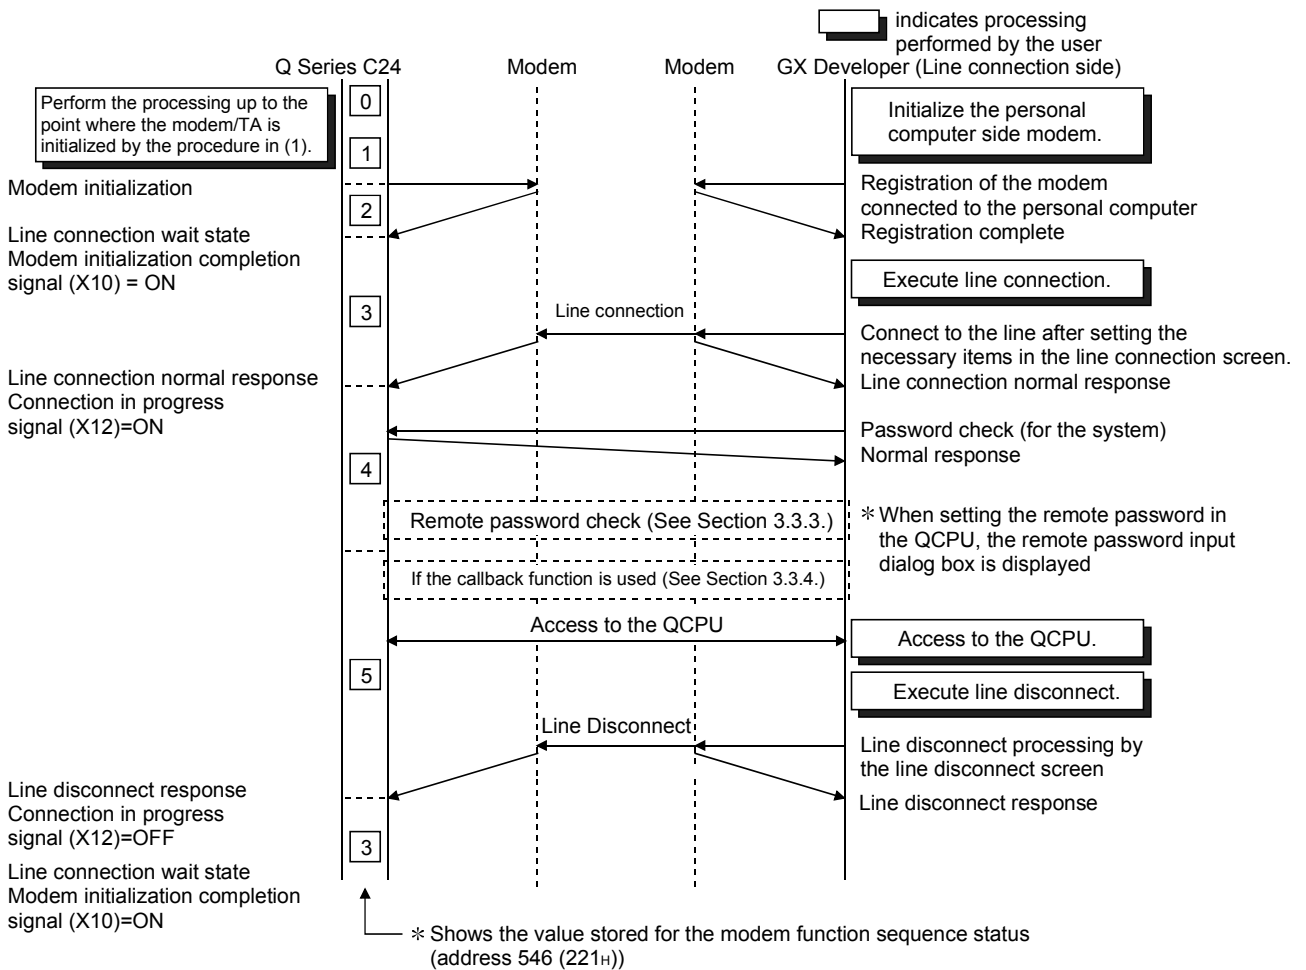 indicates processing
performed by the user
Q Series C24
Modem
Modem
GX Developer (Line connection side)
Perform the processing up to the
point where the modem/TA is
initialized by the procedure in (1).
0
Initialize the personal
computer side modem.
1
Modem initialization
Registration of the modem
connected to the personal computer
2
Line connection wait state
Modem initialization completion
signal (X10) = ON
Registration complete
Execute line connection.
3
Line connection
Connect to the line after setting the
necessary items in the line connection screen.
Line connection normal response
Connection in progress
signal (X12)=ON
Line connection normal response
Password check (for the system)
Normal response
4
Remote password check (See Section 3.3.3.)
* When setting the remote password in
the QCPU, the remote password input
dialog box is displayed
If the callback function is used (See Section 3.3.4.)
Access to the QCPU
Access to the QCPU.
5
Execute line disconnect.
Line Disconnect
Line disconnect processing by
the line disconnect screen
Line disconnect response
Connection in progress
signal (X12)=OFF
Line disconnect response
3
Line connection wait state
Modem initialization completion
signal (X10)=ON
* Shows the value stored for the modem function sequence status
(address 546 (221H))